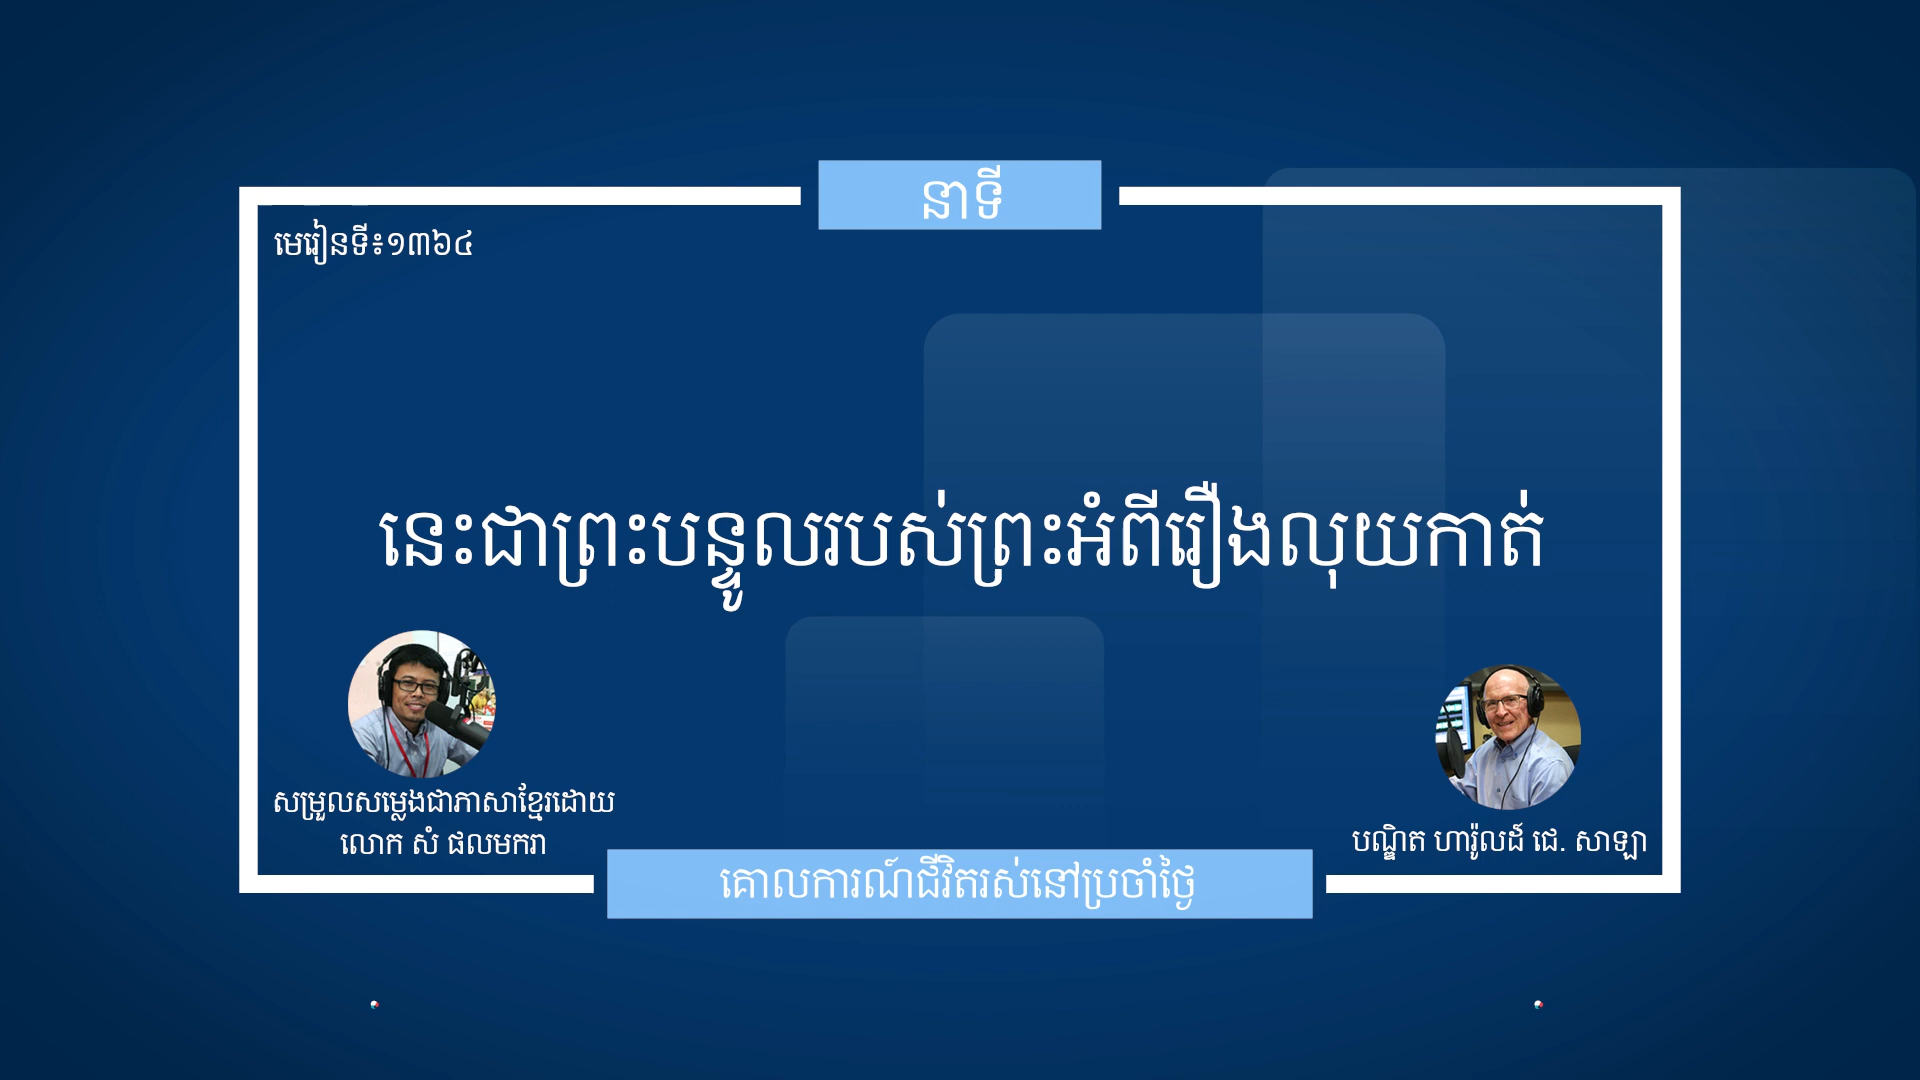 នាទី
មេរៀនទី៖១៣៦៤
នេះជាព្រះបន្ទូលរបស់ព្រះអំពីរឿងលុយកាត់
សម្រួលសម្លេងជាភាសាខ្មែរដោយ
លោក សំ ផលមករា
បណ្ឌិត ហារ៉ូលដ៍ ជេ. សាឡា
គោលការណ៍ជីវិតរស់នៅប្រចាំថ្ងៃ